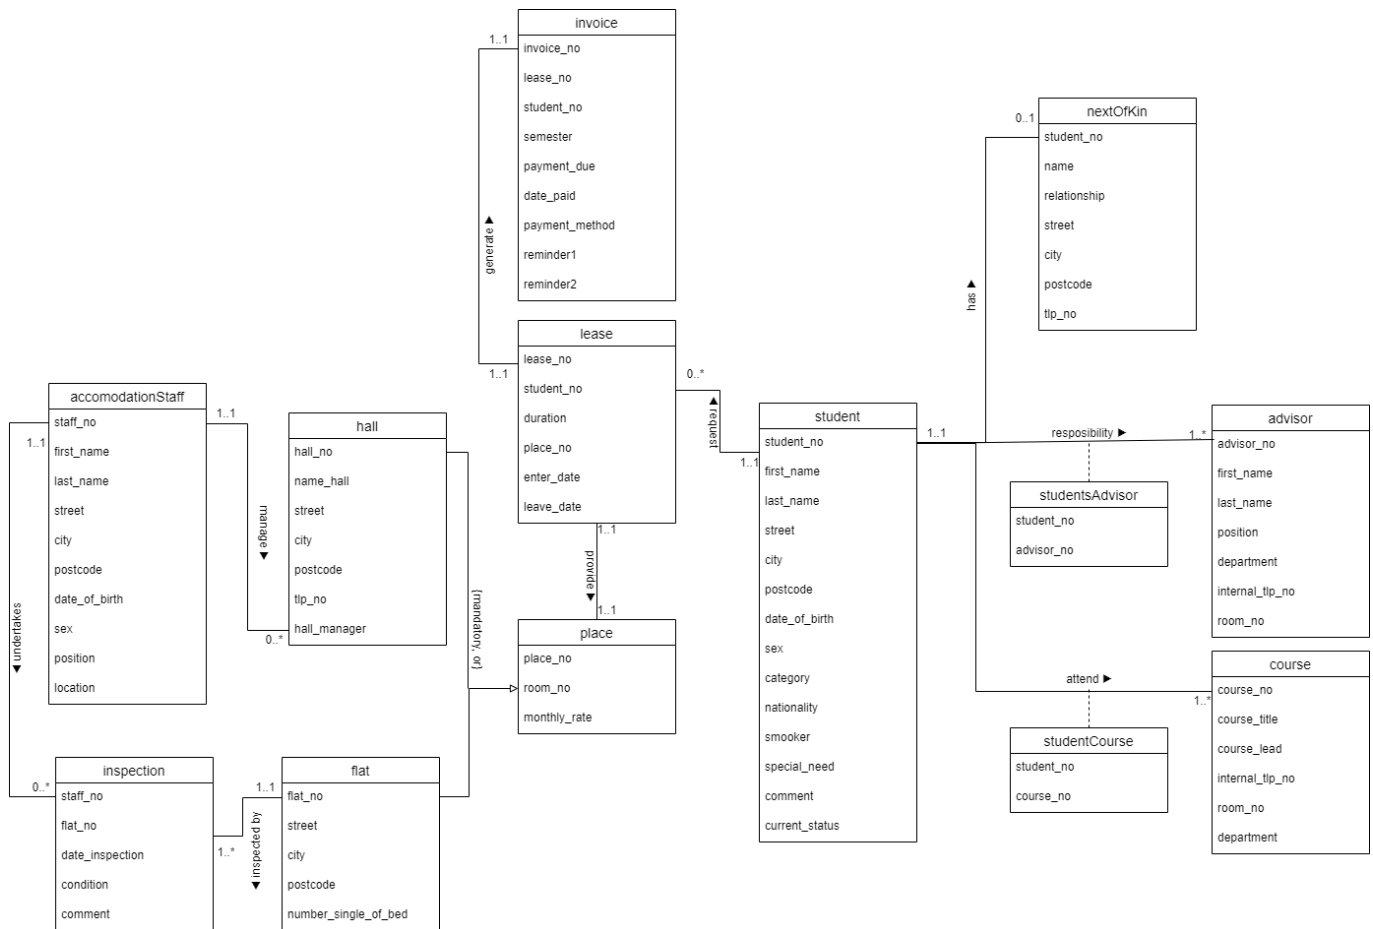 invoice
1..1
invoice_no
lease_no
student_no
semester
payment_due
date_paid
payment_method
reminder1
reminder2
generate ▲
nextOfKin
0..1
student_no
name
relationship
street
city
postcode
tlp_no
has ▲
lease
lease_no
1..1
student_no
duration
place_no
enter_date
leave_date
0..*
▲ request
1..1
accomodationStaff
staff_no
1..1
1..1
first_name
last_name
street
city
postcode
date_of_birth
sex
position
location
manage ▼
▼ undertakes
hall
hall_no
name_hall
street
city
postcode
tlp_no
hall_manager
0..*
{mandatory, or}
1..1
provide ▼
1..1
place
place_no
room_no
monthly_rate
student
student_no
first_name
last_name
street
city
postcode
date_of_birth
sex
category
nationality
smooker
special_need
comment
current_status
1..1
resposibility ▶
1..*
advisor
advisor_no
first_name
last_name
position
department
internal_tlp_no
room_no
studentsAdvisor
student_no
advisor_no
attend ▶
1..*
course
course_no
course_title
course_lead
internal_tlp_no
room_no
department
studentCourse
student_no
course_no
inspection
0..*
staff_no
flat_no
date_inspection
condition
comment
1..1
1..*
▼ inspected by
flat
flat_no
street
city
postcode
number_single_of_bed